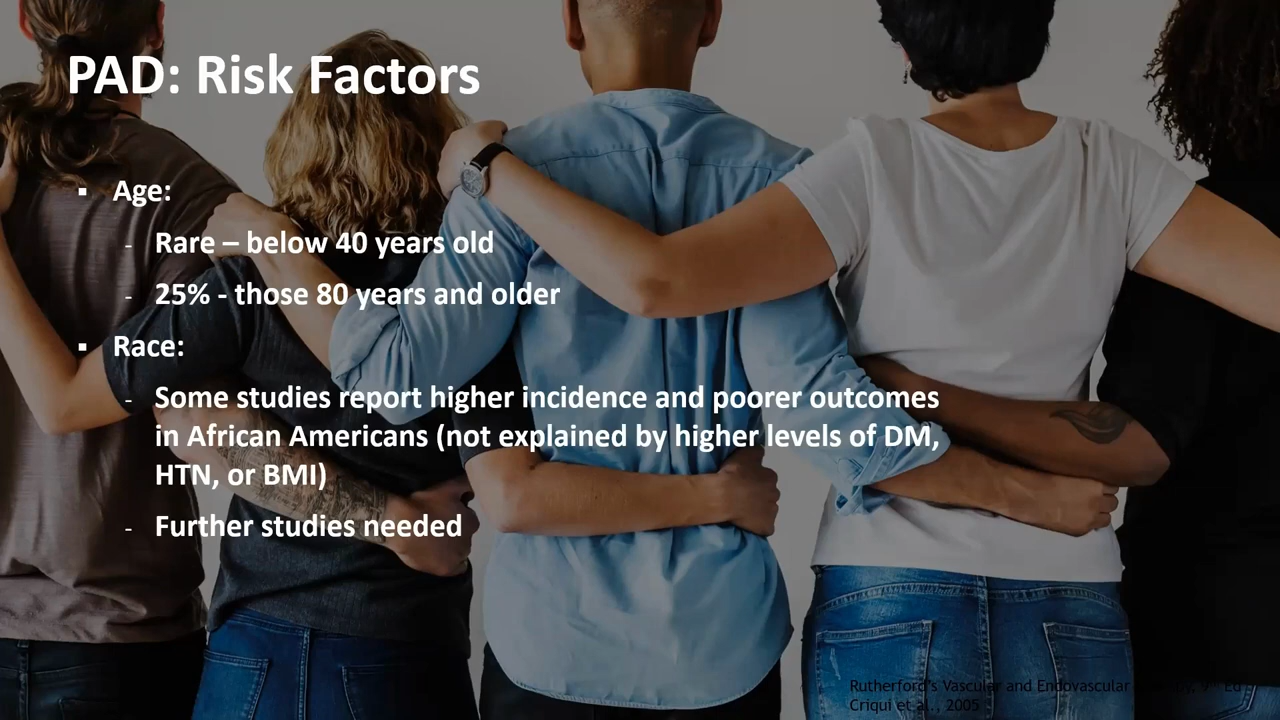 PAD: Risk Factors
▪ Age:
- Rare – below 40 years old
- 25% - those 80 years and older
▪ Race:
- Some studies report higher incidence and poorer outcomes
in African Americans (not explained by higher levels of DM,
HTN, or BMI)
- Further studies needed
Rutherford's Vascular and Endovascular 9th Ed
Criqui et al., 2005